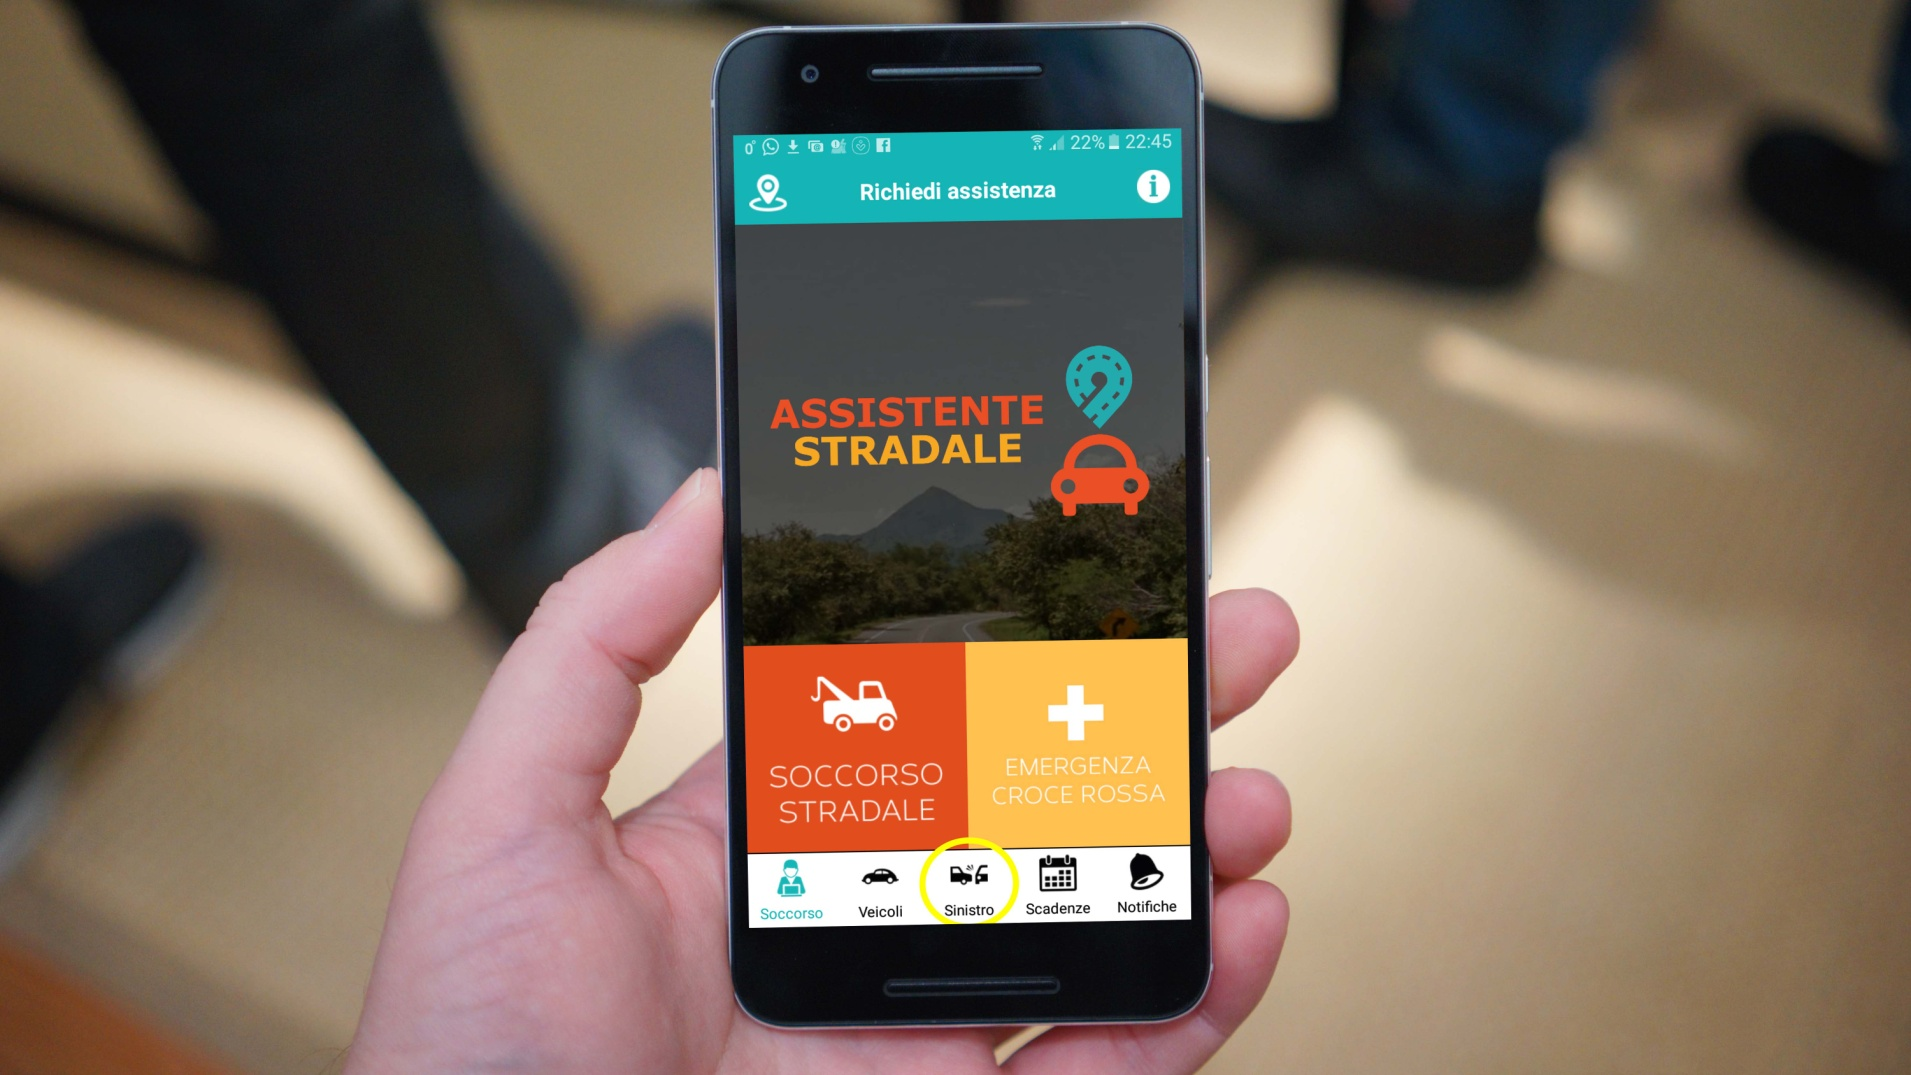 22% 22:45
Richiedi assistenza
ASSISTENTE
STRADALE
SOCCORSO
STRADALE
EMERGENZA
CROCE ROSSA
Soccorso
Veicoli
Sinistro
Scadenze
Notifiche